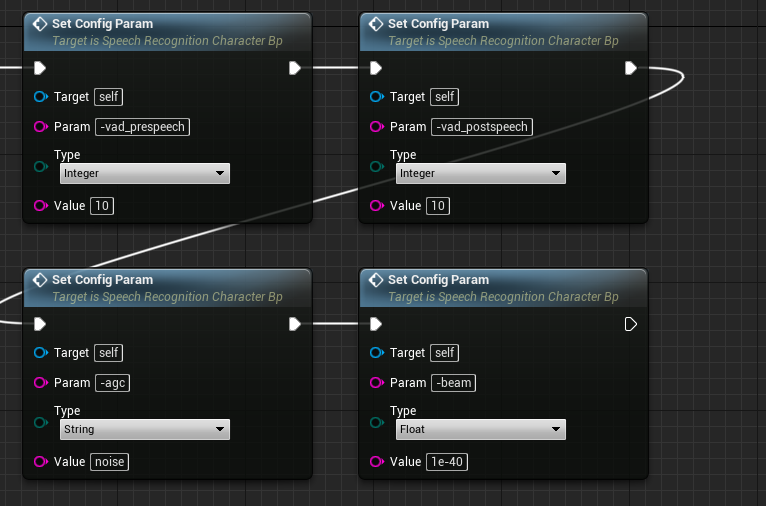 Set Config Param
Target is Speech Recognition Character Bp
Target self
Param -vad_prespeech
Type
Integer
Value 10
Set Config Param
Target is Speech Recognition Character Bp
Target self
Param -vad_postspeech
Type
Integer
Value 10
Set Config Param
Target is Speech Recognition Character Bp
Target self
Param -agc
Type
String
Value noise
Set Config Param
Target is Speech Recognition Character Bp
Target self
Param -beam
Type
Float
Value 1e-40